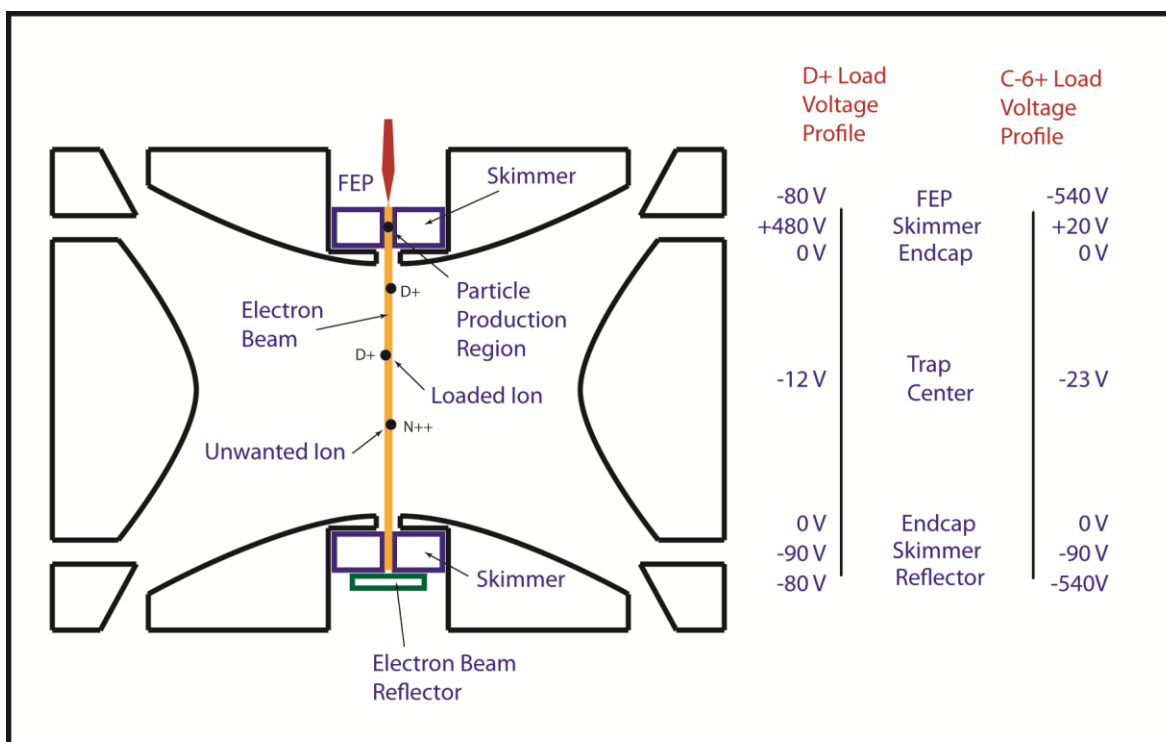 D+ Load
Voltage
Profile
C-6+ Load
Voltage
Profile
FEP
Skimmer
-80 V
FEP
-540 V
+480 V
Skimmer
+20 V
0 V
Endcap
0 V
D+
Particle
Production
Region
Electron
Beam
D+
Loaded Ion
-12 V
Trap
Center
-23 V
N++
Unwanted Ion
0 V
Endcap
0 V
-90 V
Skimmer
-90 V
-80 V
Reflector
-540V
Skimmer
Electron Beam
Reflector